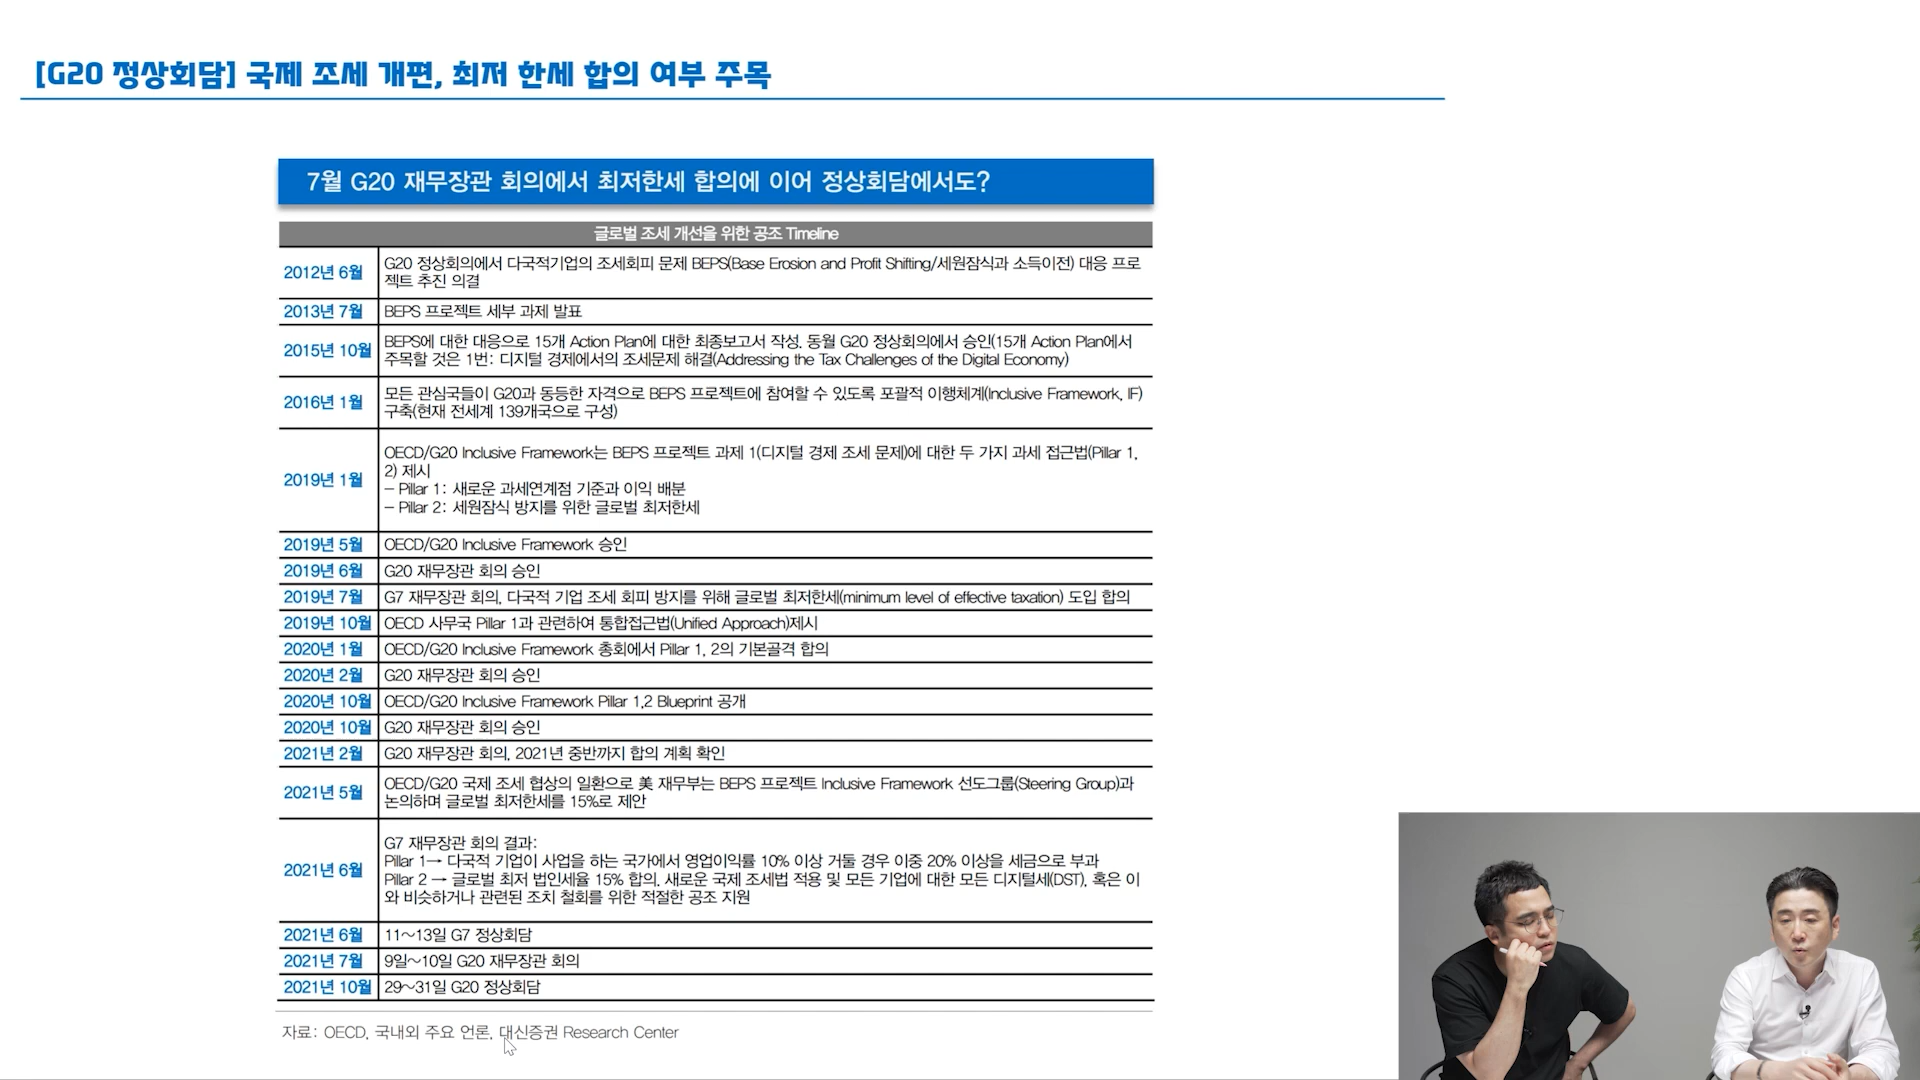 [G20 정상회담] 국제 조세 개편, 최저 한세 합의 여부 주목
7월 G20 재무장관 회의에서 최저한세 합의에 이어 정상회담에서도?
글로벌 조세 개선을 위한 공조 Timeline
2012년 6월
G20 정상회의에서 다국적기업의 조세회피 문제 BEPS(Base Erosion and Profit Shifting/세원잠식과 소득이전) 대응 프로
젝트 추진 의결
2013년 7월
BEPS 프로젝트 세부 과제 발표
2015년 10월
BEPS에 대한 대응으로 15개 Action Plan에 대한 최종보고서 작성. 동월 G20 정상회의에서 승인(15개 Action Plan에서
주목할 것은 1번: 디지털 경제에서의 조세문제 해결(Addressing the Tax Challenges of the Digital Economy)
2016년 1월
모든 관심국들이 G20과 동등한 자격으로 BEPS 프로젝트에 참여할 수 있도록 포괄적 이행체계(Inclusive Framework, IF)
구축(현재 전세계 139개국으로 구성)
2019년 1월
OECD/G20 Inclusive Framework는 BEPS 프로젝트 과제 1(디지털 경제 조세 문제)에 대한 두 가지 과세 접근법(Pillar 1,
2) 제시
- Pillar 1: 새로운 과세연계점 기준과 이익 배분
- Pillar 2: 세원잠식 방지를 위한 글로벌 최저한세
2019년 5월
OECD/G20 Inclusive Framework 승인
2019년 6월
G20 재무장관 회의 승인
2019년 7월
G7 재무장관 회의, 다국적 기업 조세 회피 방지를 위해 글로벌 최저한세(minimum level of effective taxation) 도입 합의
2019년 10월
OECD 사무국 Pillar 1과 관련하여 통합접근법(Unified Approach)제시
2020년 1월
OECD/G20 Inclusive Framework 총회에서 Pillar 1, 2의 기본골격 합의
2020년 2월
G20 재무장관 회의 승인
2020년 10월
OECD/G20 Inclusive Framework Pillar 1,2 Blueprint 공개
2020년 10월
G20 재무장관 회의 승인
2021년 2월
G20 재무장관 회의, 2021년 중반까지 합의 계획 확인
2021년 5월
OECD/G20 국제 조세 협상의 일환으로 美 재무부는 BEPS 프로젝트 Inclusive Framework 선도그룹(Steering Group)과
논의하며 글로벌 최저한세를 15%로 제안
2021년 6월
G7 재무장관 회의 결과:
Pillar 1→ 다국적 기업이 사업을 하는 국가에서 영업이익률 10% 이상 거둘 경우 이중 20% 이상을 세금으로 부과
Pillar 2 → 글로벌 최저 법인세율 15% 합의. 새로운 국제 조세법 적용 및 모든 기업에 대한 모든 디지털세(DST), 혹은 이
와 비슷하거나 관련된 조치 철회를 위한 적절한 공조 지원
2021년 6월
11~13일 G7 정상회담
2021년 7월
9일~10일 G20 재무장관 회의
2021년 10월
29~31일 G20 정상회담
자료: OECD, 국내외 주요 언론, 대신증권 Research Center